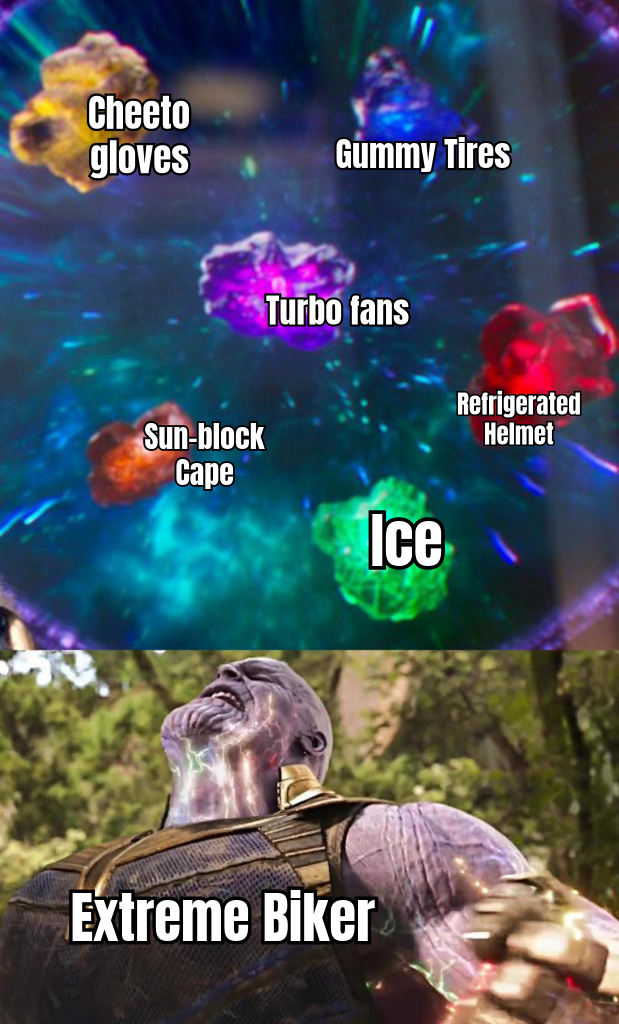 Cheeto
gloves
Gummy Tires
Turbo fans
Refrigerated
Helmet
Sun-block
Cape
Ice
Extreme Biker